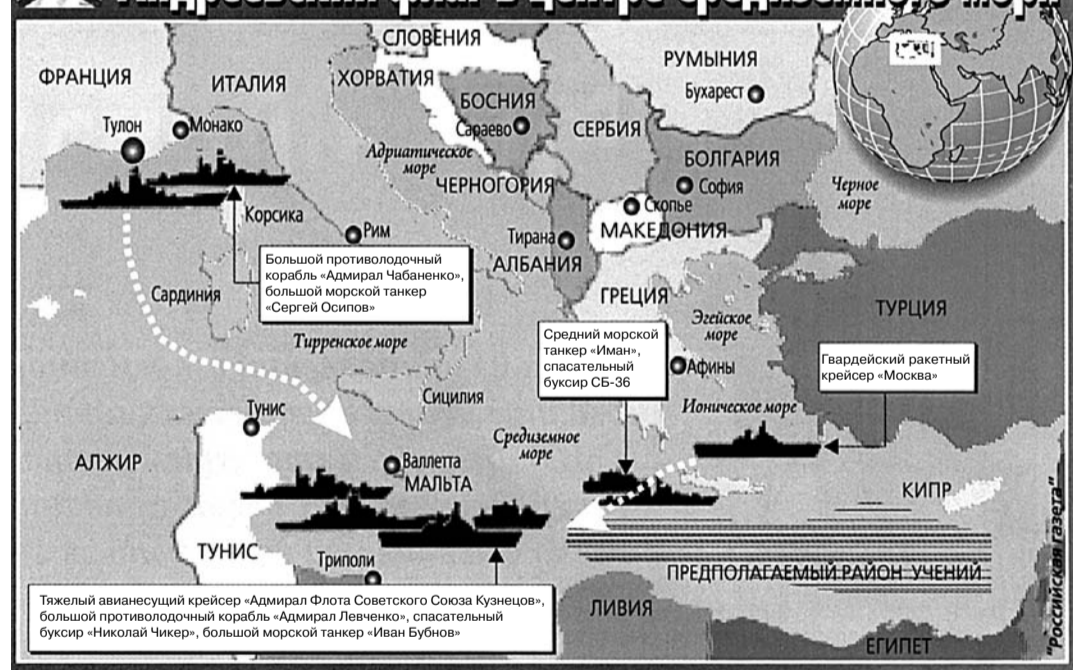 Андреевский флаг в центре Средиземного моря
СЛОВЕНИЯ
ФРАНЦИЯ
ИТАЛИЯ
ХОРВАТИЯ
РУМЫНИЯ
Бухарест
БОСНИЯ
Сараево
СЕРБИЯ
Тулон
Монако
Адриатическое
море
БОЛГАРИЯ
София
ЧЕРНОГОРИЯ
Черное
море
Корсика
Скопье
МАКЕДОНИЯ
Рим
Тирана
АЛБАНИЯ
Большой противолодочный
корабль «Адмирал Чабаненко»,
большой морской танкер
«Сергей Осипов»
Сардиния
ГРЕЦИЯ
ТУРЦИЯ
Эгейское
море
Тирренское море
Средний морской
танкер «Иман»,
спасательный
буксир СБ-36
Афины
Гвардейский ракетный
крейсер «Москва»
Сицилия
Тунис
Ионическое море
Средиземное
море
АЛЖИР
Валлетта
МАЛЬТА
КИПР
ТУНИС
Триполи
ПРЕДПОЛАГАЕМЫЙ РАЙОН УЧЕНИЙ
Тяжелый авианесущий крейсер «Адмирал Флота Советского Союза Кузнецов»,
большой противолодочный корабль «Адмирал Левченко», спасательный
буксир «Николай Чикер», большой морской танкер «Иван Бубнов»
ЛИВИЯ
ЕГИПЕТ
"Российская газета"